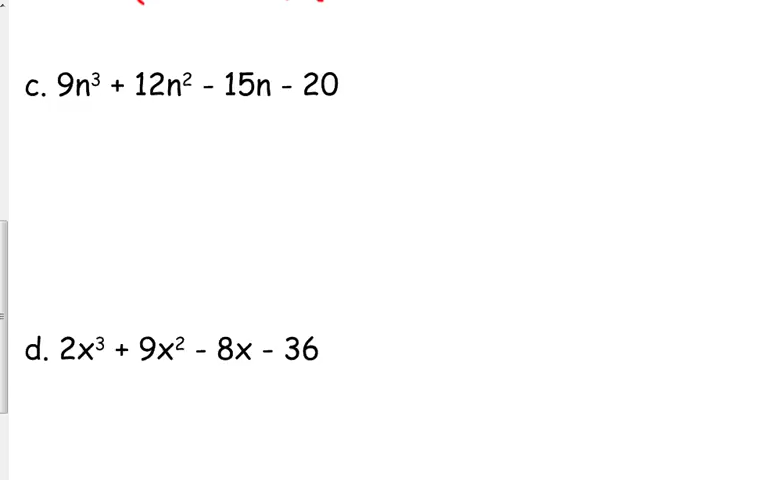 c. 9n³ + 12n² - 15n - 20
d. 2x³ + 9x² - 8x - 36